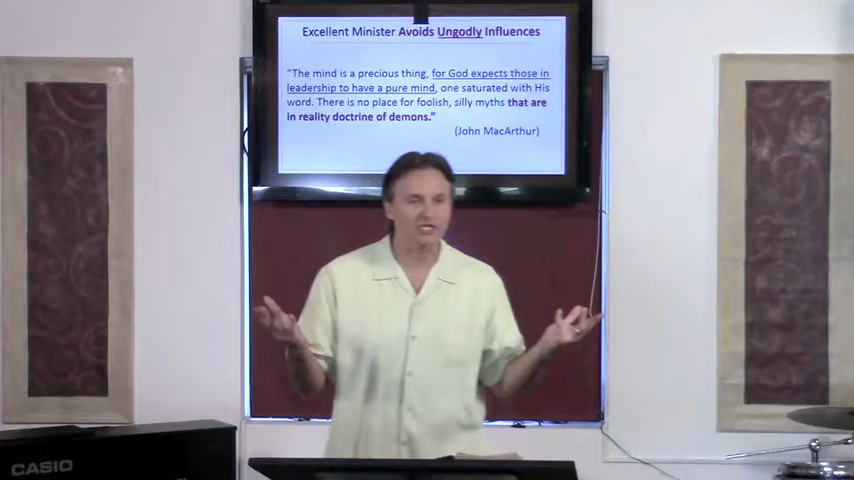 Excellent Minister Avoids Ungodly Influences
“The mind is a precious thing, for God expects those in
leadership to have a pure mind, one saturated with His
word. There is no place for foolish, silly myths that are
in reality doctrine of demons.”
(John MacArthur)
CASIO